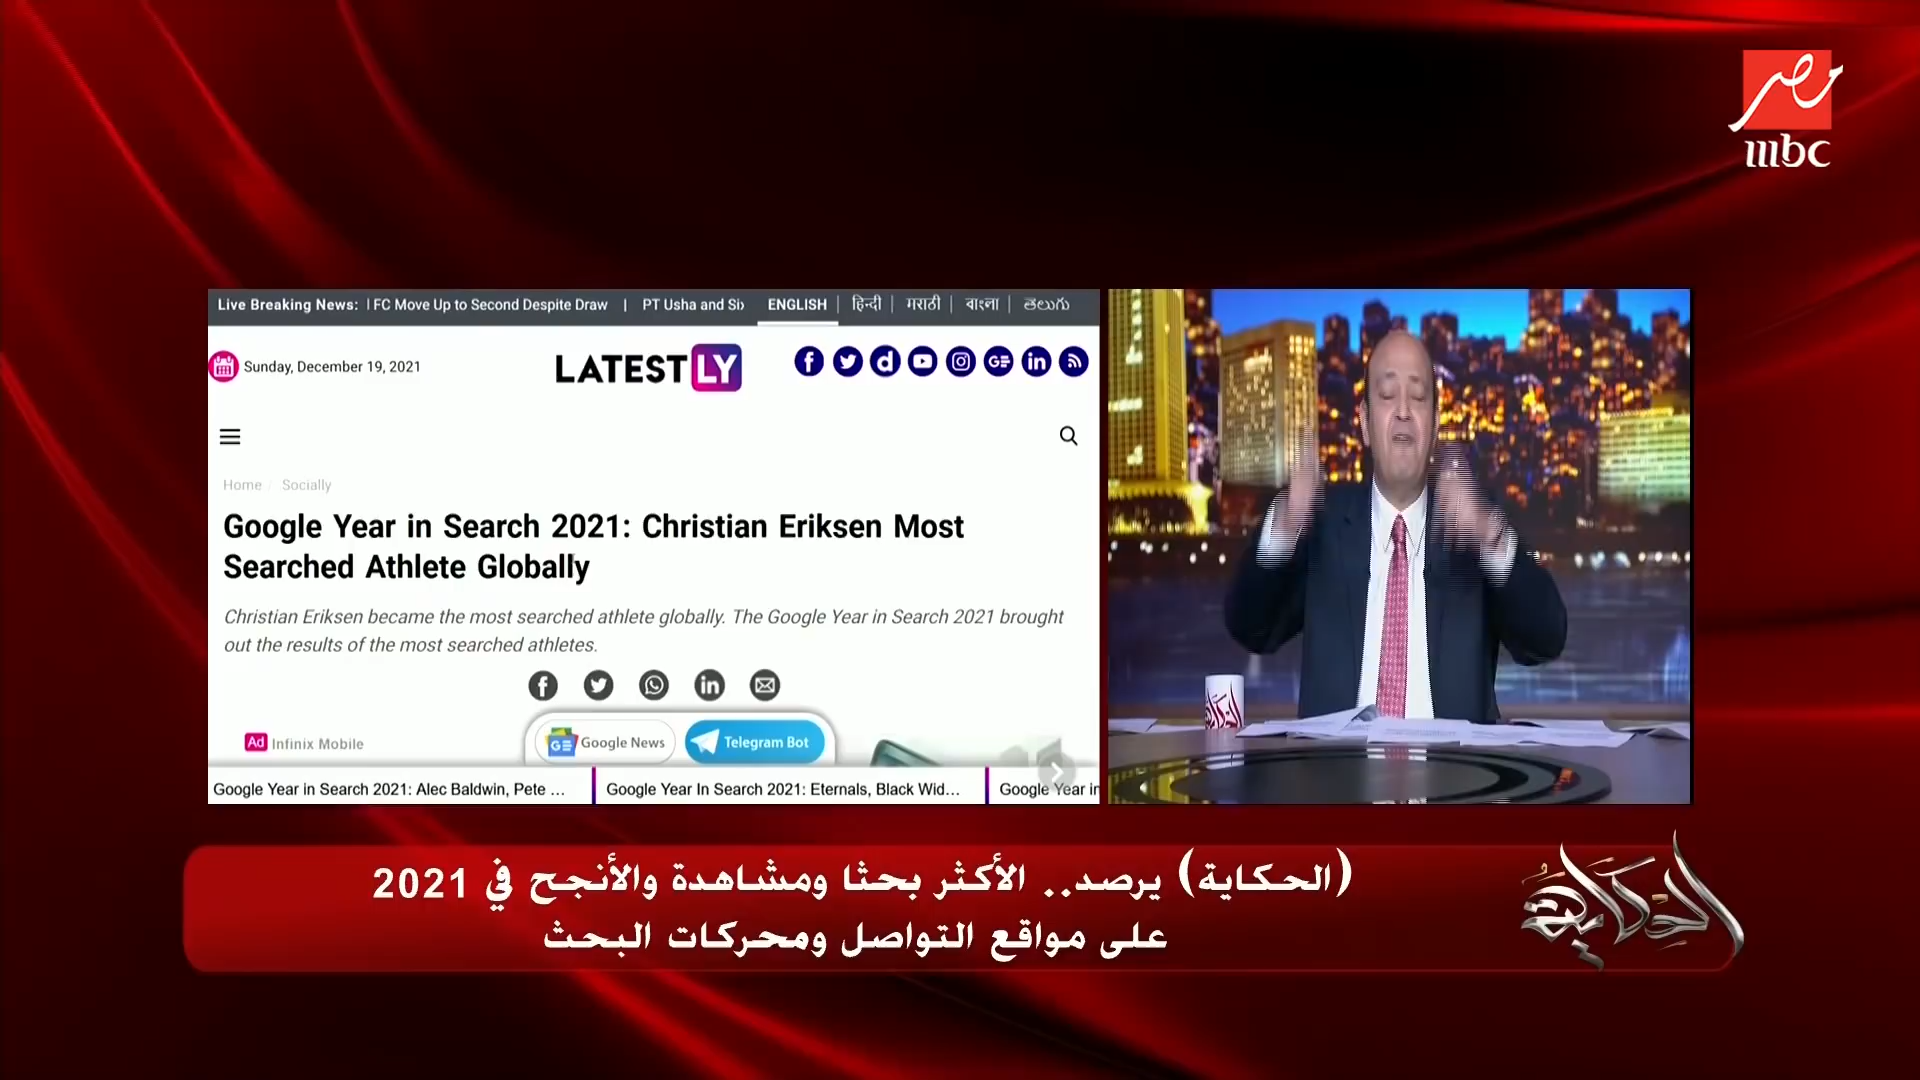 مصر
mbc
Live Breaking News: l FC Move Up to Second Despite Draw | PT Usha and Six ENGLISH | हिन्दी | मराठी | বাংলা | తెలుగు
Sunday, December 19, 2021
LATESTLY
Home / Socially
Google Year in Search 2021: Christian Eriksen Most
Searched Athlete Globally
Christian Eriksen became the most searched athlete globally. The Google Year in Search 2021 brought
out the results of the most searched athletes.
Ad Infinix Mobile
Google News
Telegram Bot
Google Year in Search 2021: Alec Baldwin, Pete ...
Google Year In Search 2021: Eternals, Black Wid...
Google Year in
الحكاية
(الحكاية) يرصد.. الأكثر بحثا ومشاهدة والأنجح في 2021
على مواقع التواصل ومحركات البحث
الحكاية